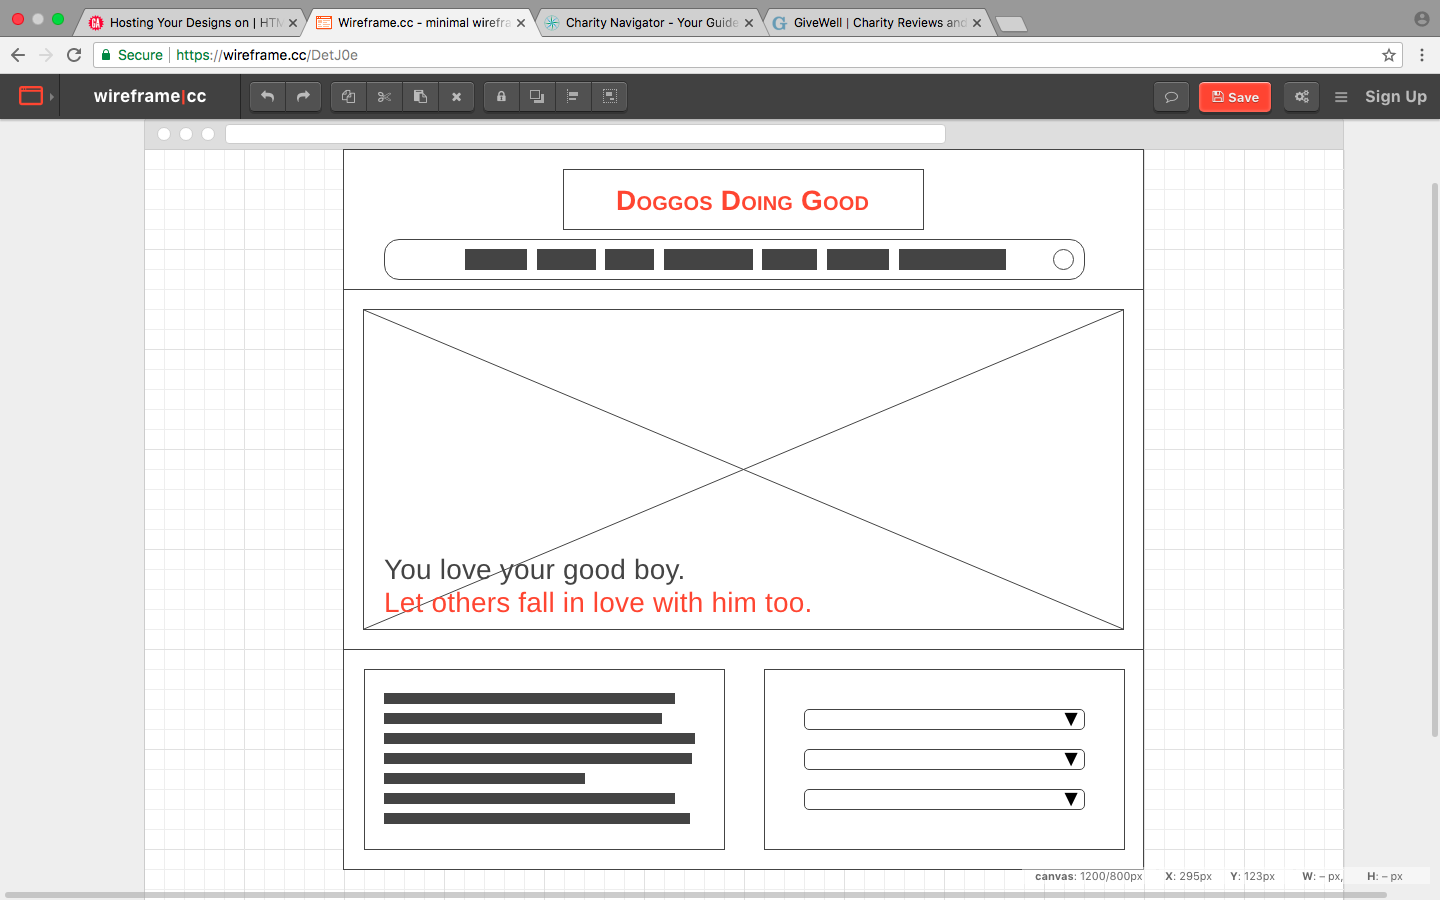 Hosting Your Designs on | HTM
Wireframe.cc - minimal wirefra
Charity Navigator - Your Guide
GiveWell | Charity Reviews and
Secure
https://wireframe.cc/DetJ0e
wireframe|cc
Save
Sign Up
Doggos Doing Good
You love your good boy.
Let others fall in love with him too.
canvas: 1200/800px X: 295px Y: 123px W: – px, H: – px